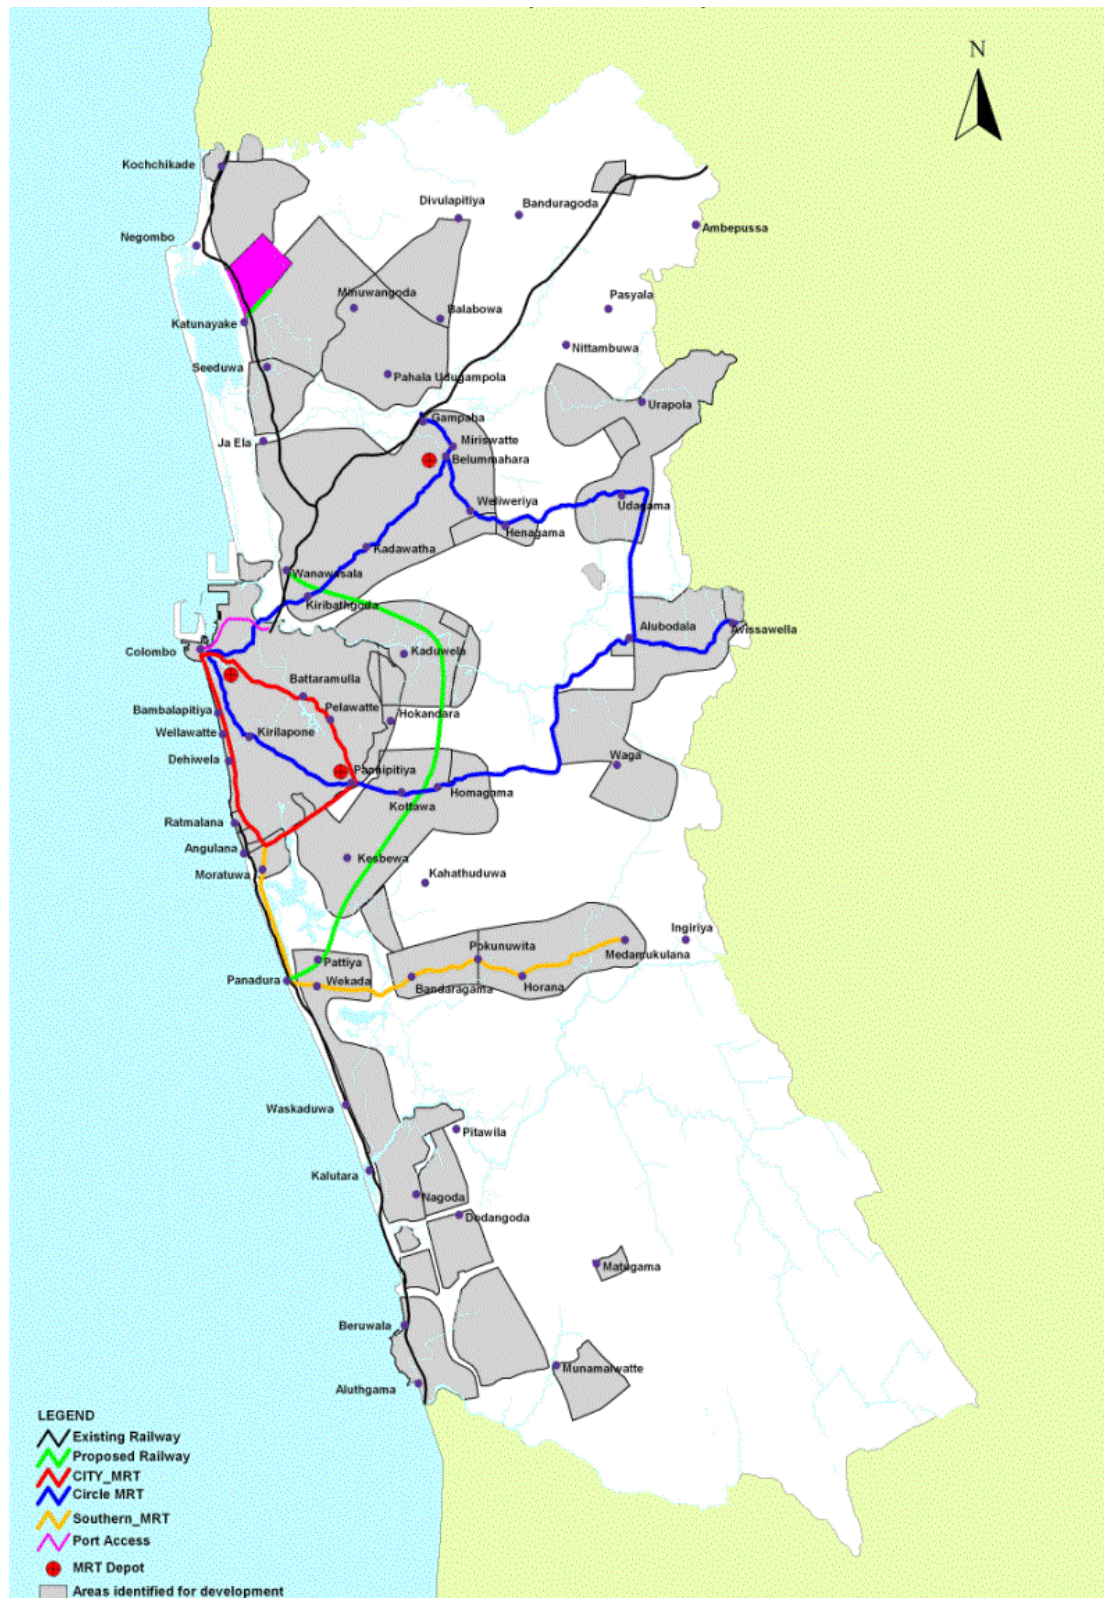 N
Kochchikade
Divulapitiya
Banduragoda
Ambepussa
Negombo
Minuwangoda
Balabowa
Pasyala
Katunayake
Nittambuwa
Seeduwa
Pahala Udugampola
Urapola
Gampaha
Ja Ela
Miriswatte
Belummahara
Weliweriya
Udagama
Henagama
Kadawatha
Wanawasala
Kiribathgoda
Alubodala
Avissawella
Colombo
Kaduwela
Battaramulla
Bambalapitiya
Pelawatte
Hokandara
Wellawatte
Kirilapone
Dehiwela
Waga
Pannipitiya
Kottawa
Homagama
Ratmalana
Angulana
Kesbewa
Moratuwa
Kahathuduwa
Ingiriya
Pokunuwita
Medamukulana
Pattiya
Panadura
Wekada
Bandaragama
Horana
Waskaduwa
Pitawila
Kalutara
Nagoda
Dodangoda
Matugama
Beruwala
Munamalwatte
Aluthgama
LEGEND
Existing Railway
Proposed Railway
CITY_MRT
Circle MRT
Southern_MRT
Port Access
MRT Depot
Areas identified for development